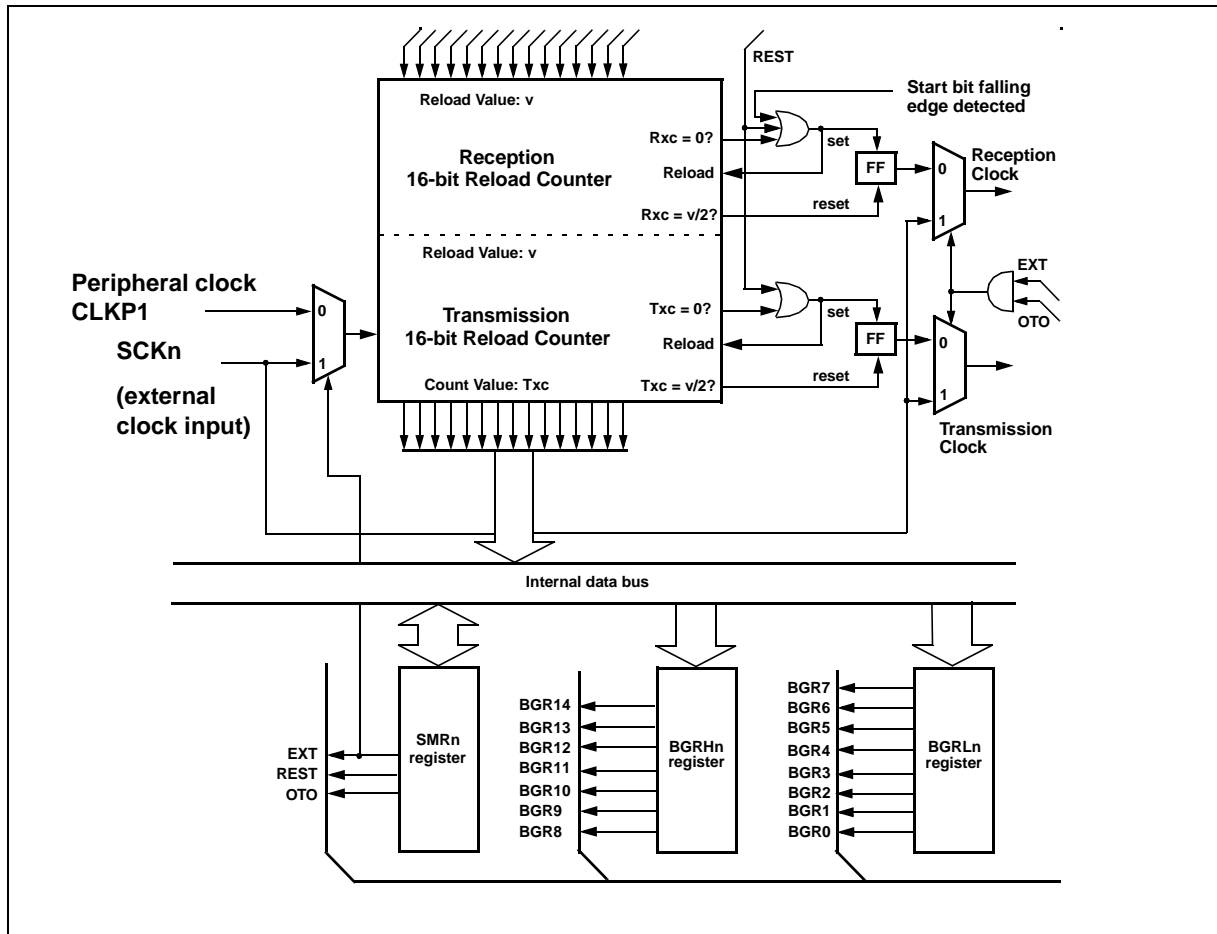 REST
Start bit falling
edge detected
Reload Value: v
Rxc = 0?
set
Reception
16-bit Reload Counter
Reload
FF
0
1
Reception
Clock
Rxc = v/2?
reset
Reload Value: v
Peripheral clock
CLKP1
0
1
SCKn
(external
clock input)
Transmission
16-bit Reload Counter
Txc = 0?
set
Reload
FF
EXT
OTO
0
1
Count Value: Txc
Txc = v/2?
reset
Transmission
Clock
Internal data bus
EXT
REST
OTO
SMRn
register
BGR14
BGR13
BGR12
BGR11
BGR10
BGR9
BGR8
BGRHn
register
BGR7
BGR6
BGR5
BGR4
BGR3
BGR2
BGR1
BGR0
BGRLn
register